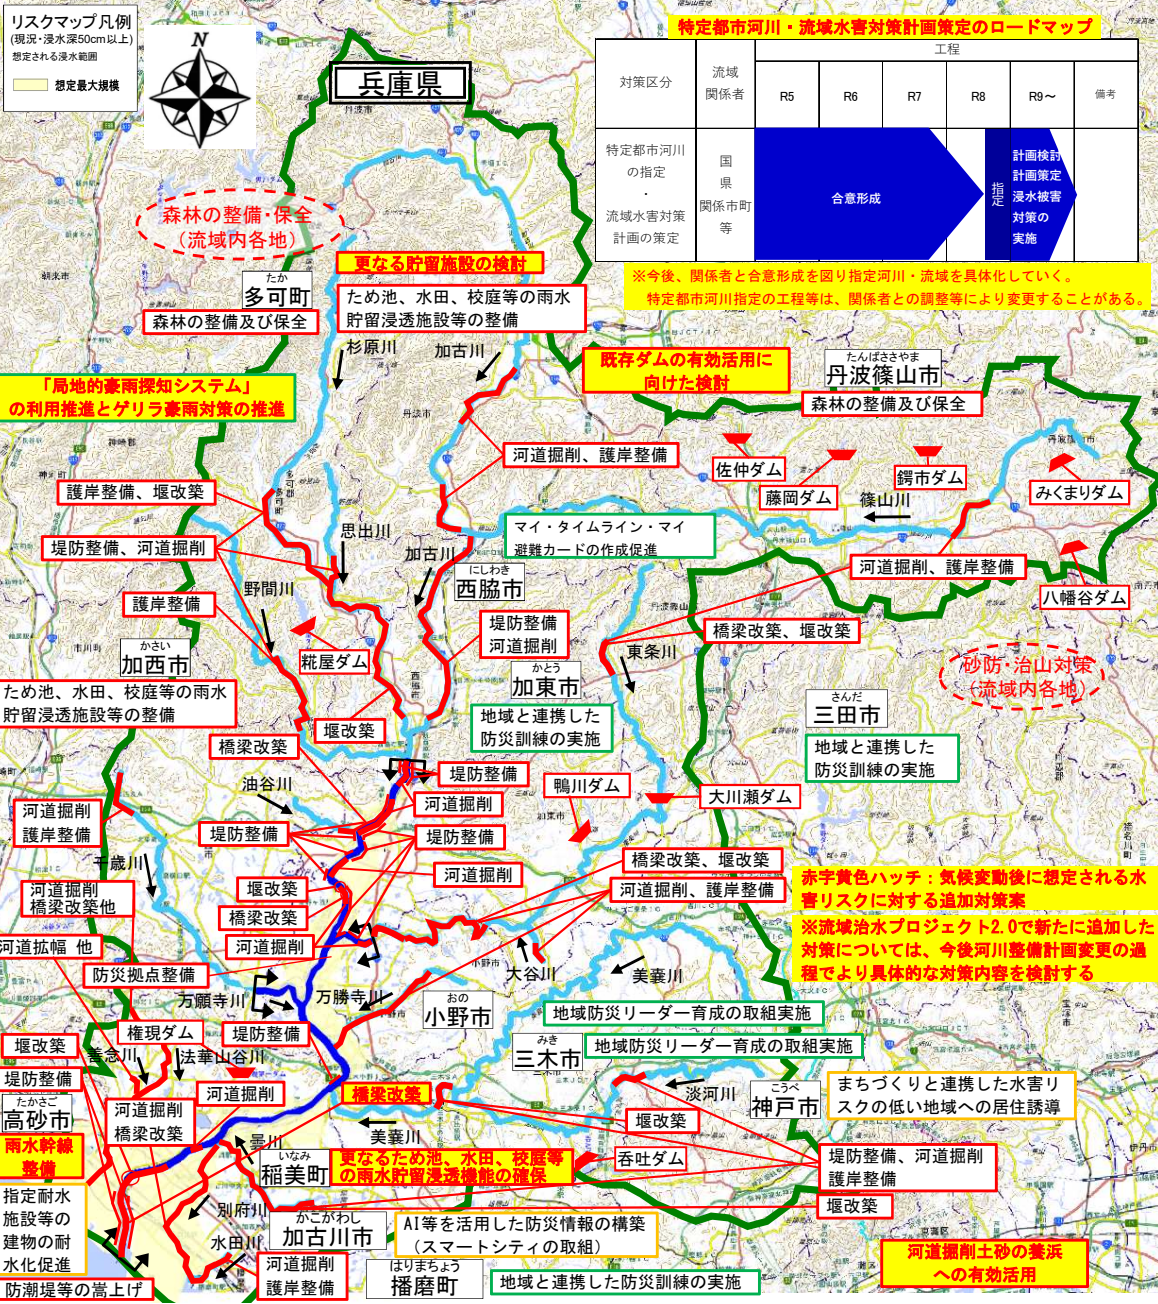 リスクマップ凡例
(現況・浸水深50cm以上)
想定される浸水範囲
想定最大規模
N
兵庫県
特定都市河川・流域水害対策計画策定のロードマップ
対策区分
流域
関係者
工程
R5
R6
R7
R8
R9～
備考
特定都市河川
の指定
・
流域水害対策
計画の策定
国
県
関係市町
等
合意形成
指定
計画検討
計画策定
浸水被害
対策の
実施
※今後、関係者と合意形成を図り指定河川・流域を具体化していく。
特定都市河川指定の工程等は、関係者との調整等により変更することがある。
森林の整備・保全
（流域内各地）
更なる貯留施設の検討
たか
多可町
森林の整備及び保全
ため池、水田、校庭等の雨水
貯留浸透施設等の整備
杉原川
加古川
既存ダムの有効活用に
向けた検討
たんばささやま
丹波篠山市
森林の整備及び保全
「局地的豪雨探知システム」
の利用推進とゲリラ豪雨対策の推進
河道掘削、護岸整備
佐仲ダム
藤岡ダム
鍔市ダム
みくまりダム
篠山川
護岸整備、堰改築
堤防整備、河道掘削
思出川
マイ・タイムライン・マイ
避難カードの作成促進
加古川
にしわき
西脇市
河道掘削、護岸整備
八幡谷ダム
野間川
護岸整備
かさい
加西市
糀屋ダム
堤防整備
河道掘削
橋梁改築、堰改築
東条川
かとう
加東市
砂防・治山対策
（流域内各地）
ため池、水田、校庭等の雨水
貯留浸透施設等の整備
堰改築
地域と連携した
防災訓練の実施
さんだ
三田市
地域と連携した
防災訓練の実施
橋梁改築
堤防整備
油谷川
河道掘削
鴨川ダム
大川瀬ダム
河道掘削
護岸整備
堤防整備
堤防整備
千歳川
河道掘削
橋梁改築、堰改築
河道掘削、護岸整備
堰改築
橋梁改築
河道掘削
橋梁改築他
赤字黄色ハッチ：気候変動後に想定される水
害リスクに対する追加対策案
※流域治水プロジェクト2.0で新たに追加した
対策については、今後河川整備計画変更の過
程でより具体的な対策内容を検討する
河道拡幅 他
河道掘削
防災拠点整備
大谷川
美嚢川
万願寺川
万勝寺川
おの
小野市
地域防災リーダー育成の取組実施
権現ダム
堤防整備
みき
三木市
地域防災リーダー育成の取組実施
堰改築
善念川
法華山谷川
堤防整備
たかさご
高砂市
河道掘削
橋梁改築
河道掘削
橋梁改築
淡河川
こうべ
神戸市
まちづくりと連携した水害リ
スクの低い地域への居住誘導
堰改築
美嚢川
雨水幹線
整備
曇川
いなみ
稲美町
更なるため池、水田、校庭等
の雨水貯留浸透機能の確保
呑吐ダム
堤防整備、河道掘削
護岸整備
堰改築
指定耐水
施設等の
建物の耐
水化促進
別府川
水田川
かこがわし
加古川市
AI等を活用した防災情報の構築
（スマートシティの取組）
河道掘削
護岸整備
防潮堤等の嵩上げ
はりまちょう
播磨町
地域と連携した防災訓練の実施
河道掘削土砂の養浜
への有効活用